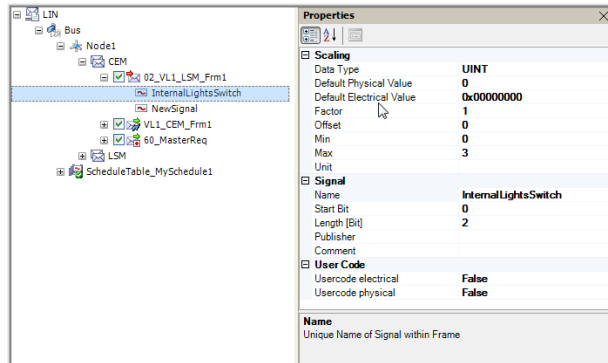 LIN
Bus
Node1
CEM
02_VL1_LSM_Frm1
InternalLightsSwitch
NewSignal
VL1_CEM_Frm1
60_MasterReq
LSM
ScheduleTable_MySchedule1
Properties
Scaling
Data Type UINT
Default Physical Value 0
Default Electrical Value 0x00000000
Factor 1
Offset 0
Min 0
Max 3
Unit
Signal
Name InternalLightsSwitch
Start Bit 0
Length [Bit] 2
Publisher
Comment
User Code
Usercode electrical False
Usercode physical False
Name
Unique Name of Signal within Frame